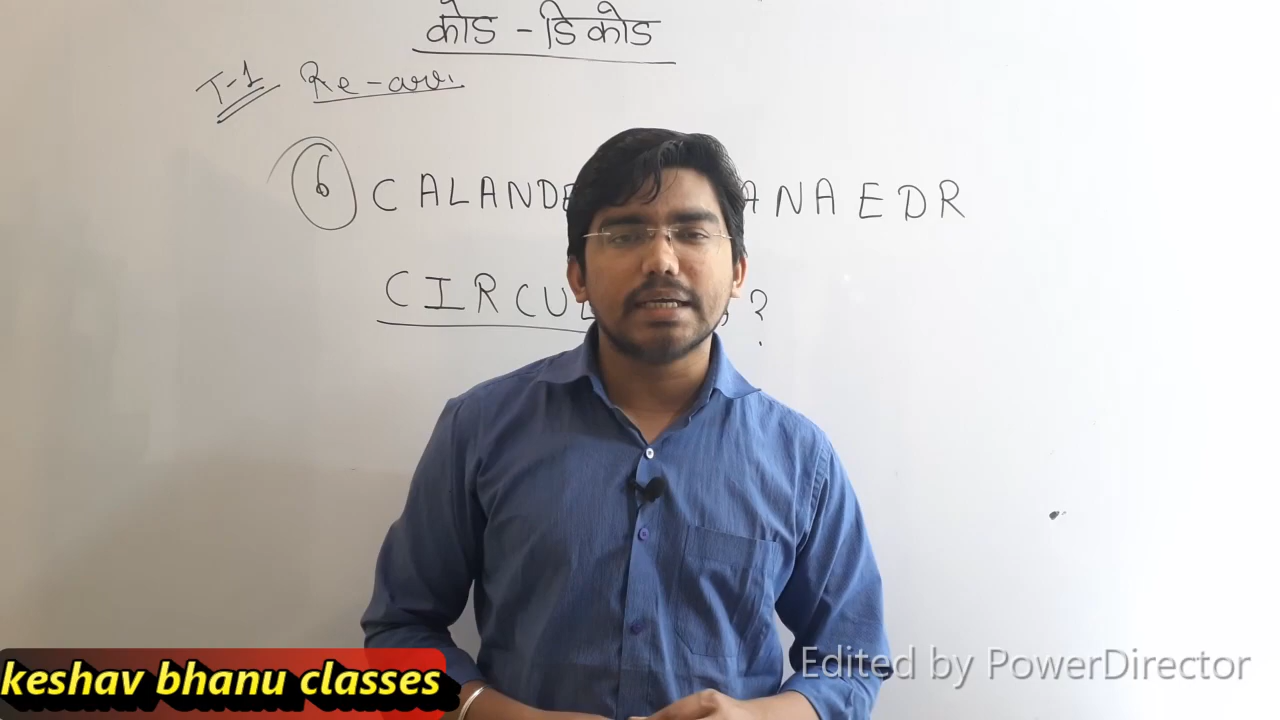 कोड - डिकोड
T-1 Re-arr.
6 CALANDE ANAEDR
CIRCU ?
keshav bhanu classes
Edited by PowerDirector